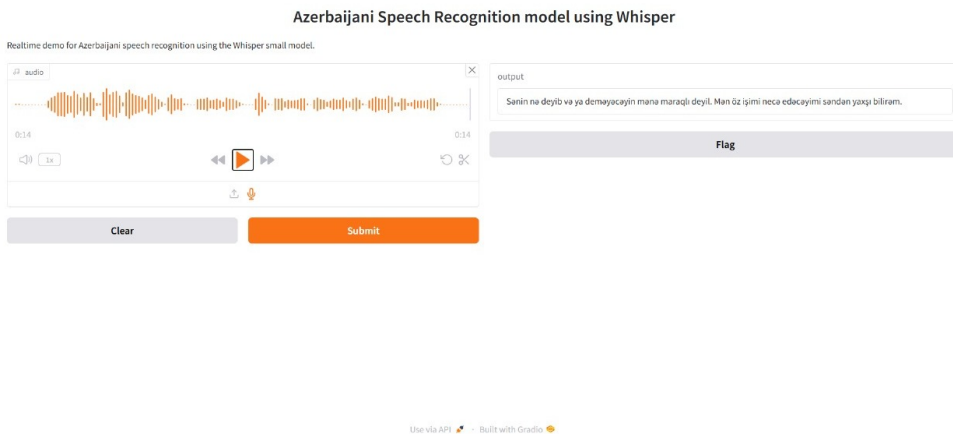 Azerbaijani Speech Recognition model using Whisper
Realtime demo for Azerbaijani speech recognition using the Whisper small model.
audio
0:14
0:14
1x
Clear
Submit
output
Sənin nə deyib və ya deməyəcəyin mənə maraqlı deyil. Mən öz işimi necə edəcəyimi səndən yaxşı bilirəm.
Flag
Use via API · Built with Gradio